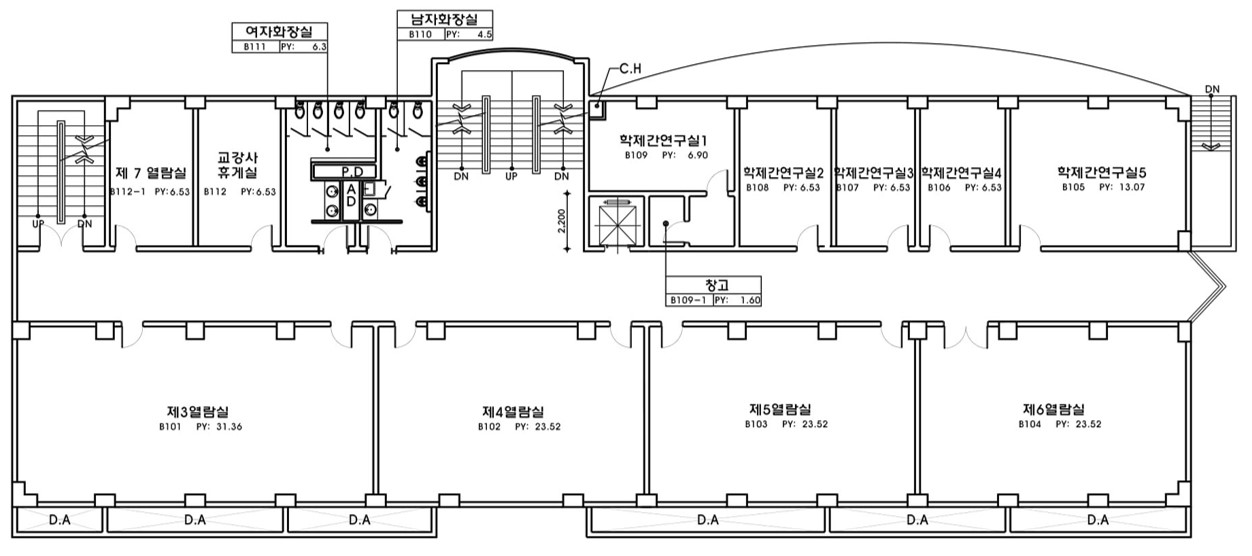 남자화장실
B110 PY: 4.5
여자화장실
B111 PY: 6.3
C.H
DN
학제간연구실1
B109 PY: 6.90
제 7 열람실
B112-1 PY: 6.53
교강사
휴게실
B112 PY: 6.53
P.D
A
D
DN
UP
DN
학제간연구실2
B108 PY: 6.53
학제간연구실3
B107 PY: 6.53
학제간연구실4
B106 PY: 6.53
학제간연구실5
B105 PY: 13.07
UP
DN
2,200
창고
B109-1 PY: 1.60
제3열람실
B101 PY: 31.36
제4열람실
B102 PY: 23.52
제5열람실
B103 PY: 23.52
제6열람실
B104 PY: 23.52
D.A
D.A
D.A
D.A
D.A
D.A